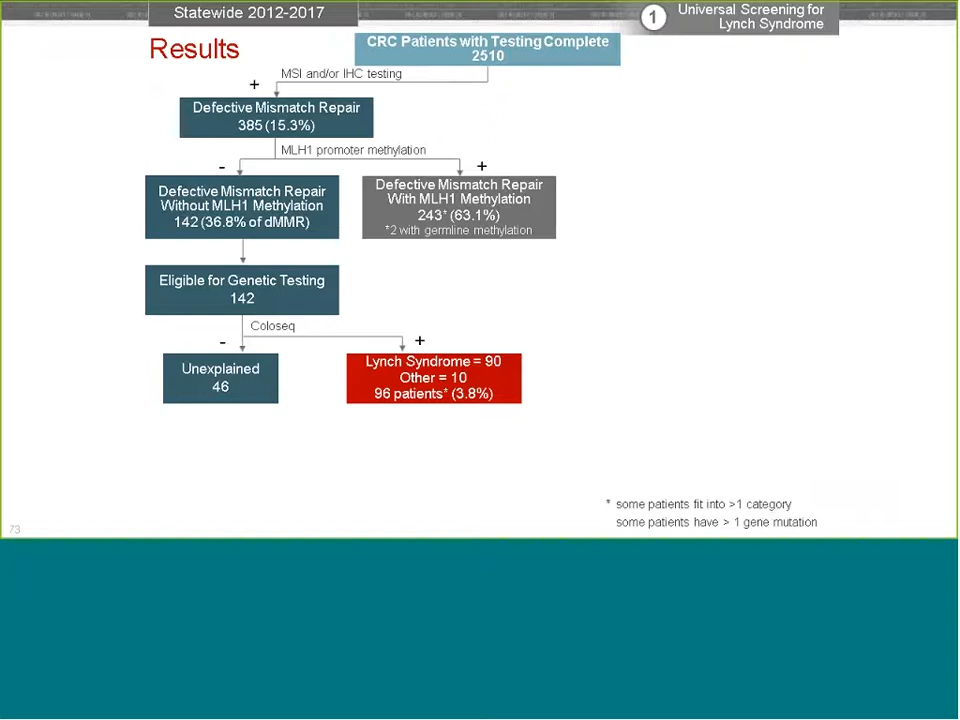 Statewide 2012-2017
1
Universal Screening for
Lynch Syndrome
Results
CRC Patients with Testing Complete
2510
MSI and/or IHC testing
+
Defective Mismatch Repair
385 (15.3%)
MLH1 promoter methylation
-
+
Defective Mismatch Repair
Without MLH1 Methylation
142 (36.8% of dMMR)
Defective Mismatch Repair
With MLH1 Methylation
243* (63.1%)
*2 with germline methylation
Eligible for Genetic Testing
142
Coloseq
-
+
Unexplained
46
Lynch Syndrome = 90
Other = 10
96 patients* (3.8%)
* some patients fit into >1 category
some patients have > 1 gene mutation
73